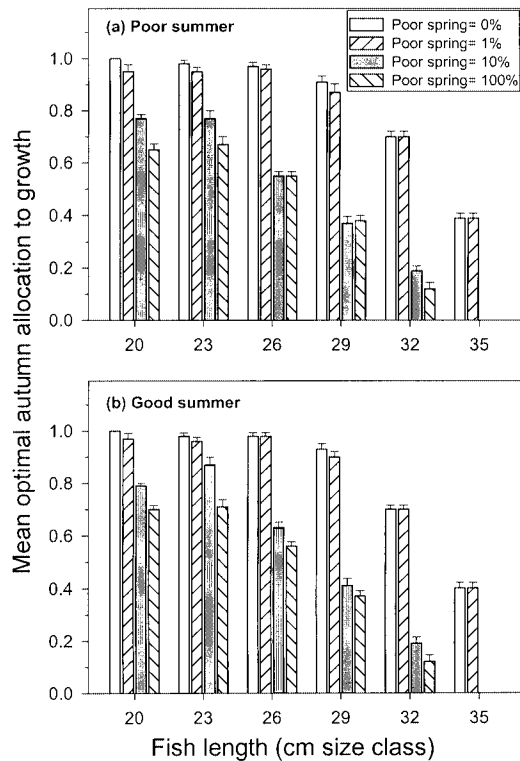 (a) Poor summer
Poor spring= 0%
Poor spring= 1%
Poor spring= 10%
Poor spring= 100%
1.0
0.8
0.6
0.4
0.2
0.0
20 23 26 29 32 35
Mean optimal autumn allocation to growth
(b) Good summer
1.0
0.8
0.6
0.4
0.2
0.0
20 23 26 29 32 35
Fish length (cm size class)